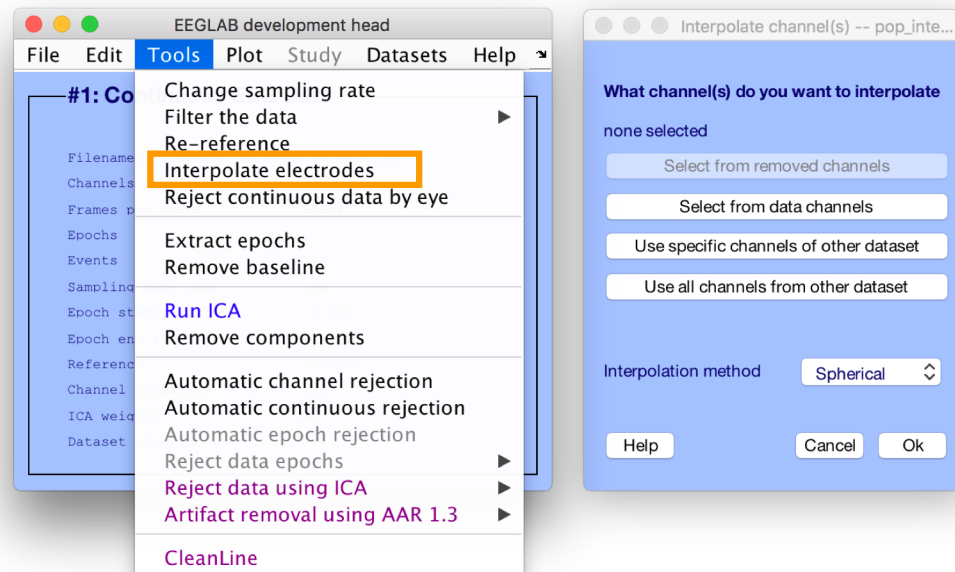 EEGLAB development head
File Edit Tools Plot Study Datasets Help
#1: Co
Filename
Channels
Frames p
Epochs
Events
Sampling
Epoch st
Epoch en
Referenc
Channel
ICA weig
Dataset
Change sampling rate
Filter the data
Re-reference
Interpolate electrodes
Reject continuous data by eye
Extract epochs
Remove baseline
Run ICA
Remove components
Automatic channel rejection
Automatic continuous rejection
Automatic epoch rejection
Reject data epochs
Reject data using ICA
Artifact removal using AAR 1.3
CleanLine
Interpolate channel(s) -- pop_inte...
What channel(s) do you want to interpolate
none selected
Select from removed channels
Select from data channels
Use specific channels of other dataset
Use all channels from other dataset
Interpolation method Spherical
Help Cancel Ok